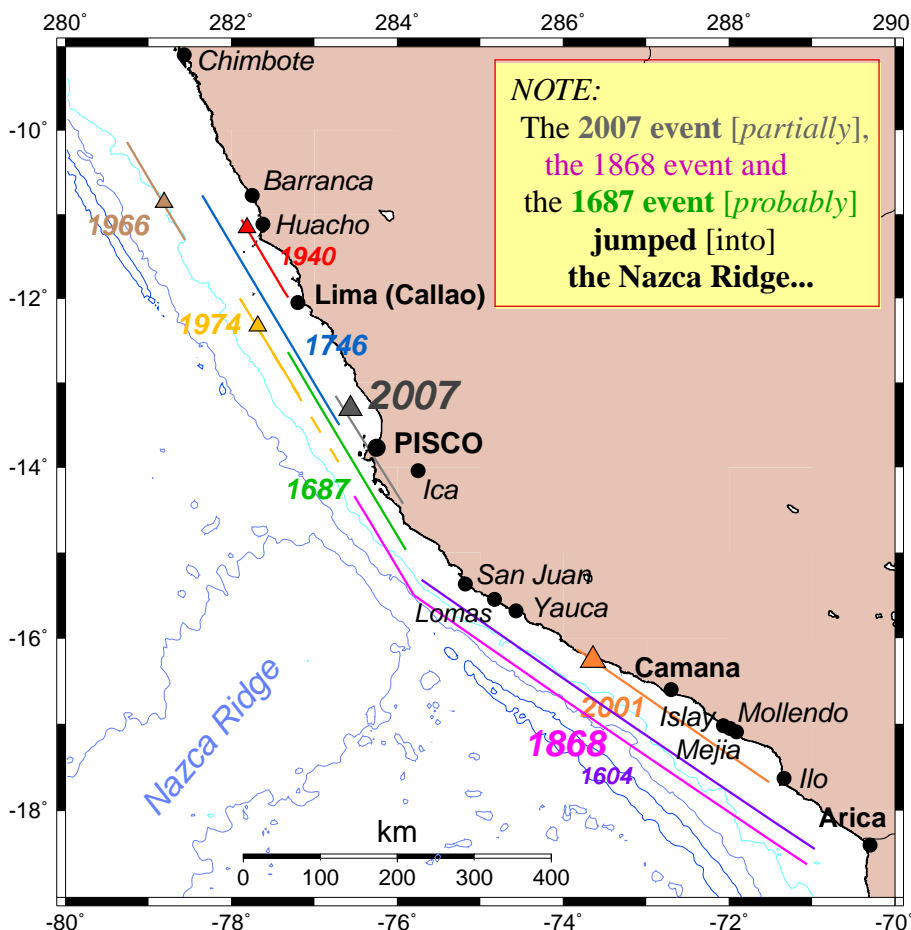 280° 282° 284° 286° 288° 290°
Chimbote
NOTE:
The 2007 event [partially],
the 1868 event and
the 1687 event [probably]
jumped [into]
the Nazca Ridge...
-10°
Barranca
Huacho
1966
1940
-12°
Lima (Callao)
1974
1746
2007
PISCO
-14°
Ica
1687
San Juan
Lomas
Yauca
-16°
Camana
2001
Islay
Mollendo
1868
Mejia
1604
Nazca Ridge
Ilo
-18°
Arica
km
0 100 200 300 400
-80° -78° -76° -74° -72° -70°